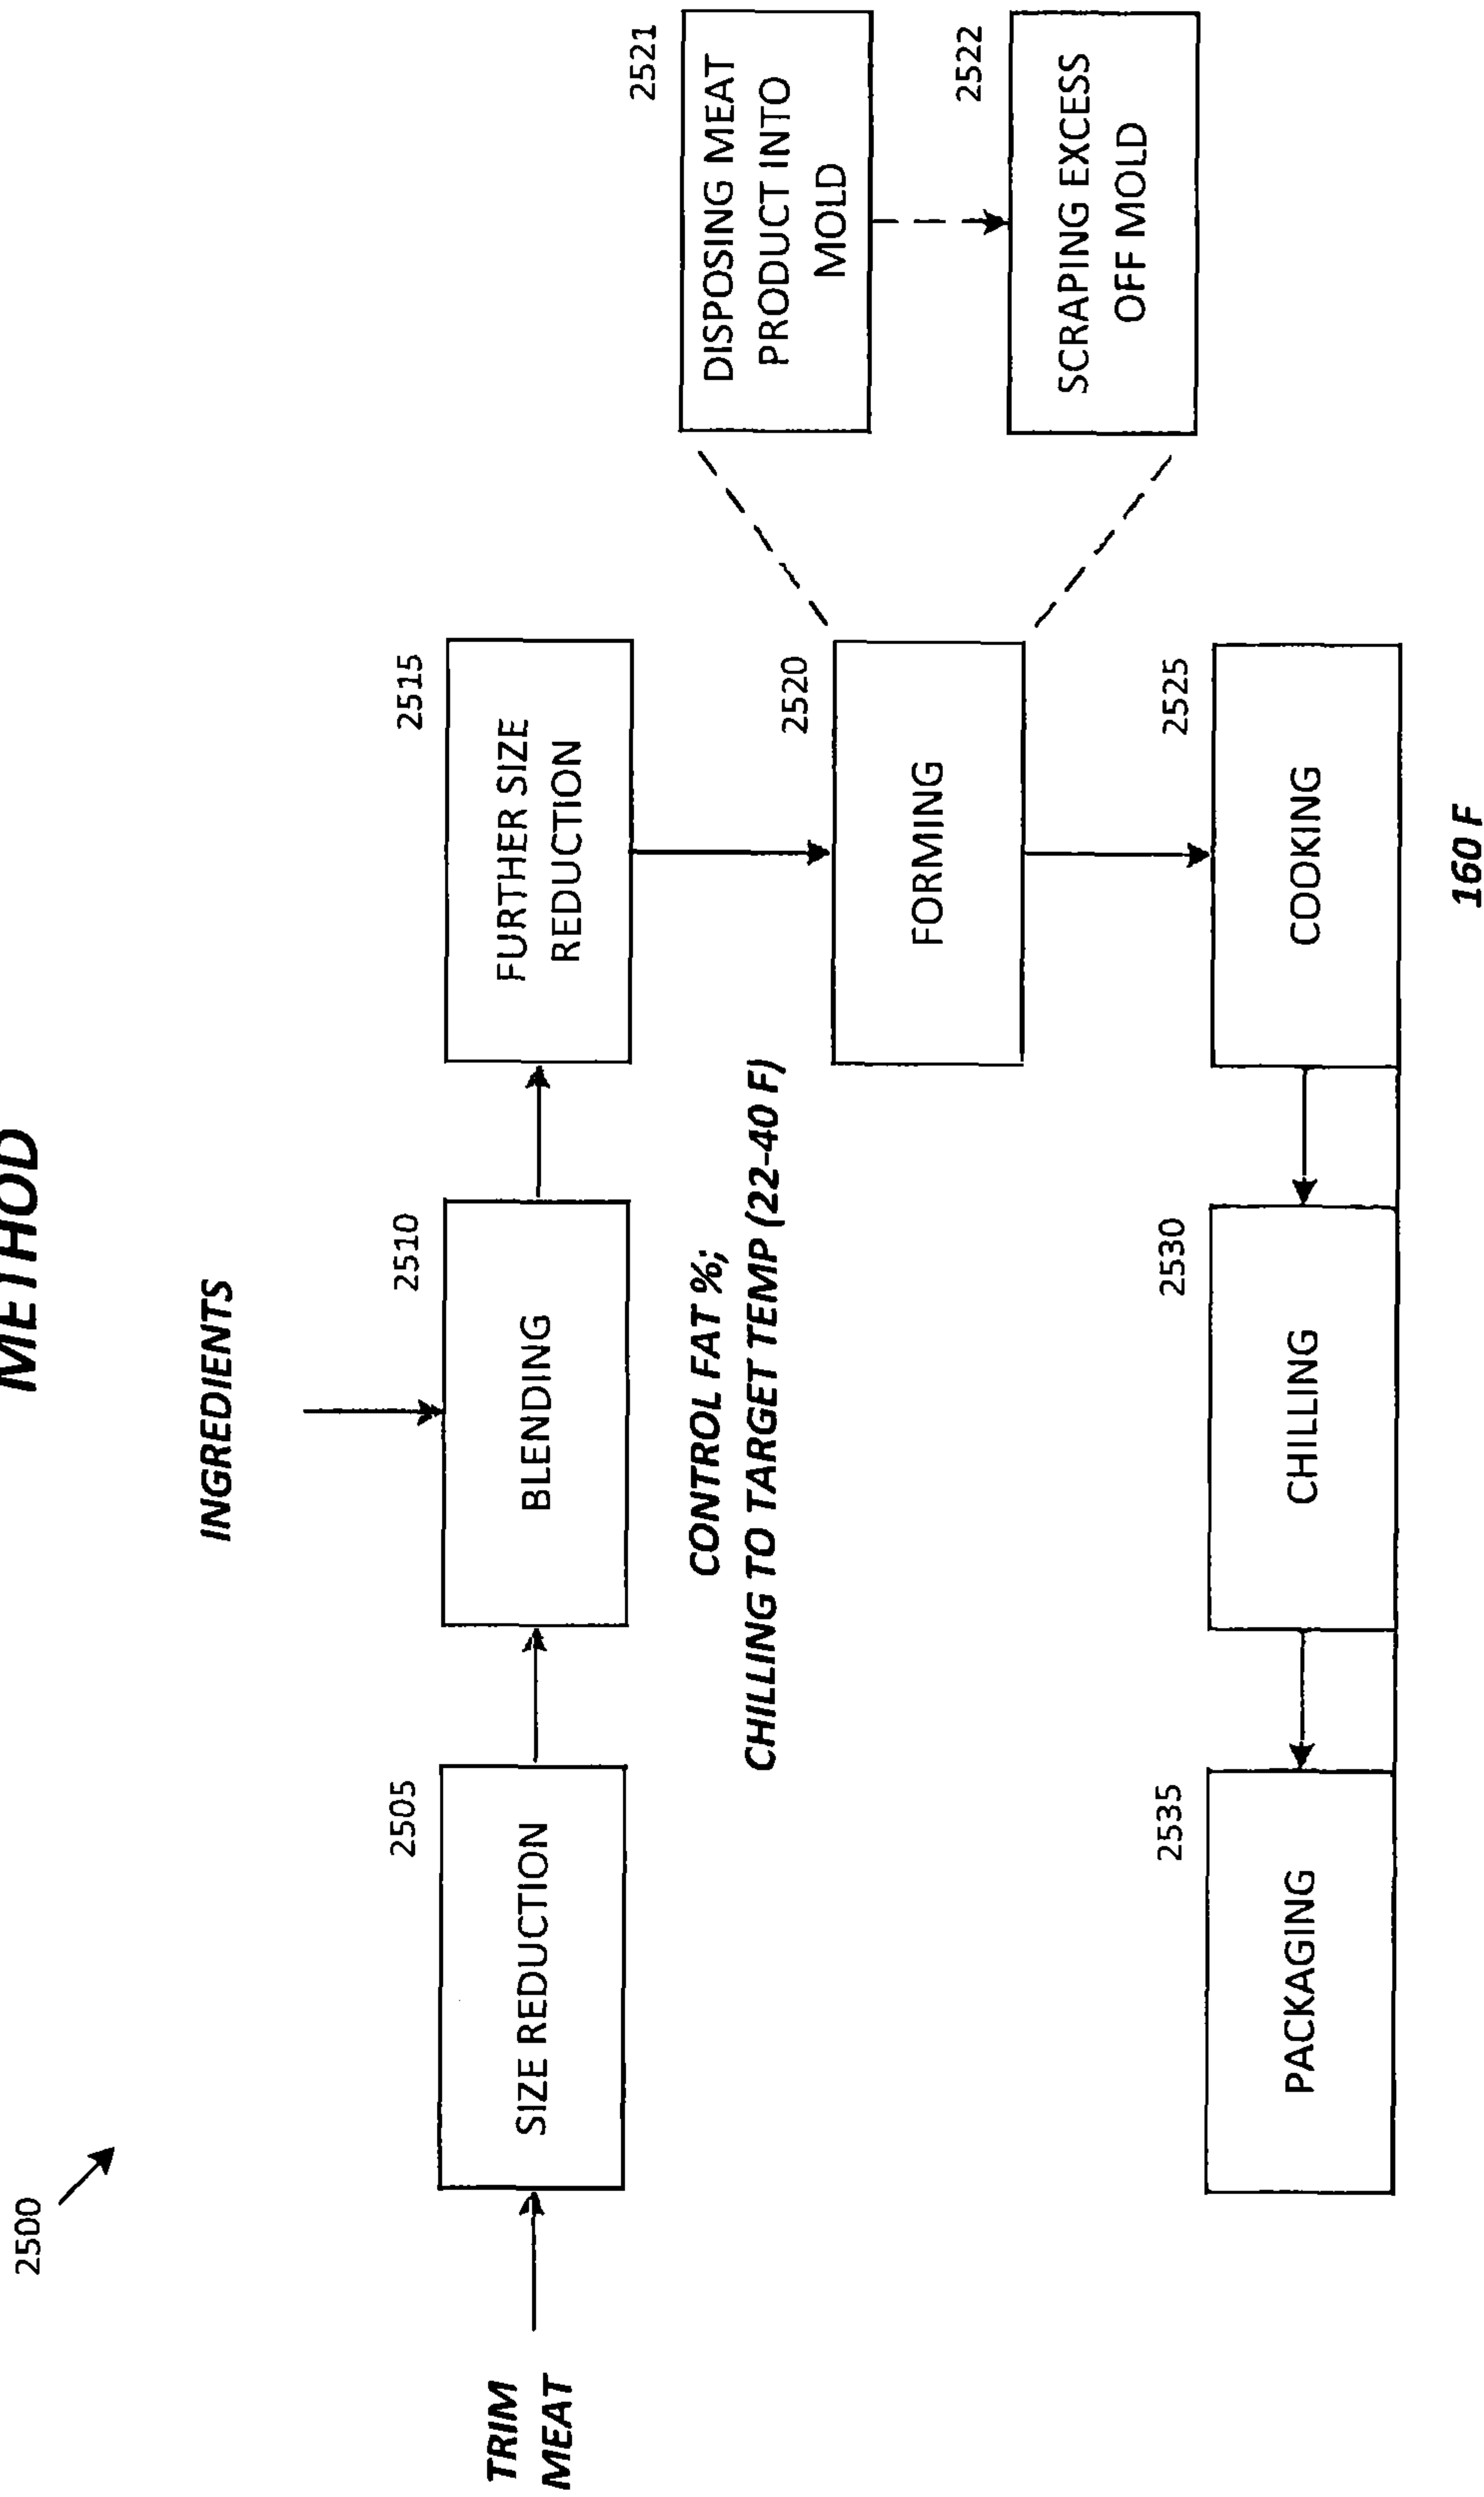 METHOD
2500
INGREDIENTS
TRIM
MEAT
2505
SIZE REDUCTION
2510
BLENDING
CONTROL FAT %;
CHILLING TO TARGET TEMP (22-40 F)
2515
FURTHER SIZE
REDUCTION
2520
FORMING
2521
DISPOSING MEAT
PRODUCT INTO
MOLD
2522
SCRAPING EXCESS
OFF MOLD
2525
COOKING
160 F
2530
CHILLING
2535
PACKAGING